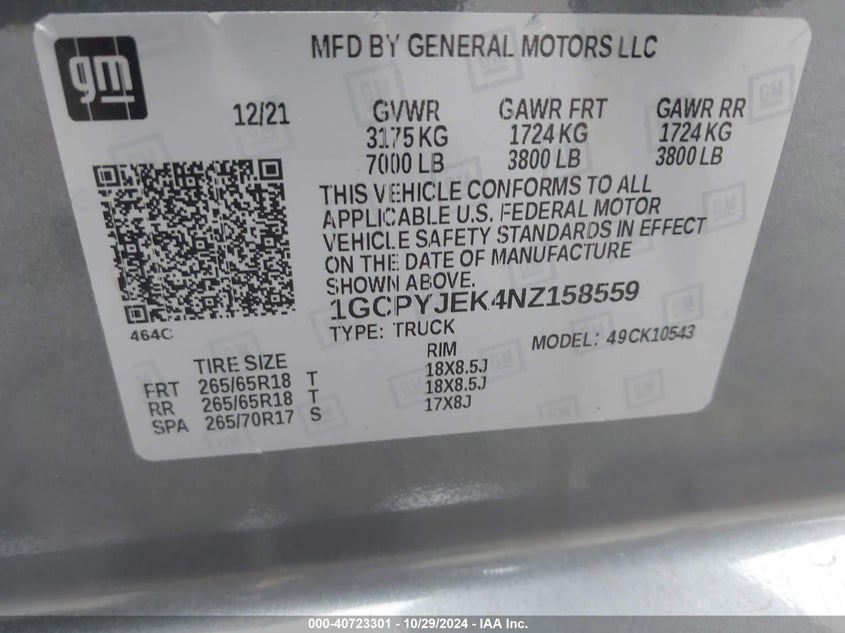 gm
MFD BY GENERAL MOTORS LLC
12/21 GVWR GAWR FRT GAWR RR
3175 KG 1724 KG 1724 KG
7000 LB 3800 LB 3800 LB
THIS VEHICLE CONFORMS TO ALL
APPLICABLE U.S. FEDERAL MOTOR
VEHICLE SAFETY STANDARDS IN EFFECT
ON THE DATE OF MANUFACTURE
SHOWN ABOVE.
1GCPYJEK4NZ158559
464C TYPE: TRUCK MODEL: 49CK10543
TIRE SIZE RIM
FRT 265/65R18 T 18X8.5J
RR 265/65R18 T 18X8.5J
SPA 265/70R17 S 17X8J
000-40723301 - 10/29/2024 - IAA Inc.